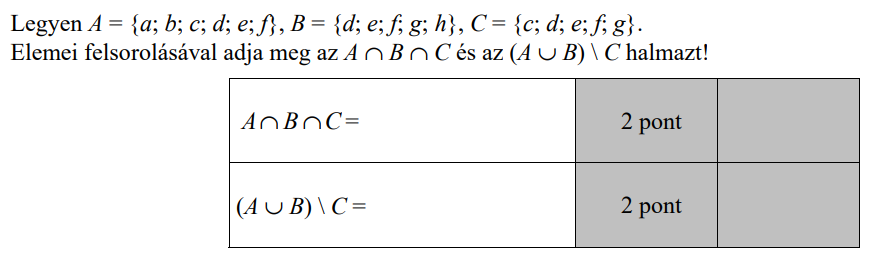 Legyen A = {a; b; c; d; e; f}, B = {d; e; f; g; h}, C = {c; d; e; f; g}.
Elemei felsorolásával adja meg az A ∩ B ∩ C és az (A ∪ B) \ C halmazt!
A ∩ B ∩ C =
2 pont
(A ∪ B) \ C =
2 pont